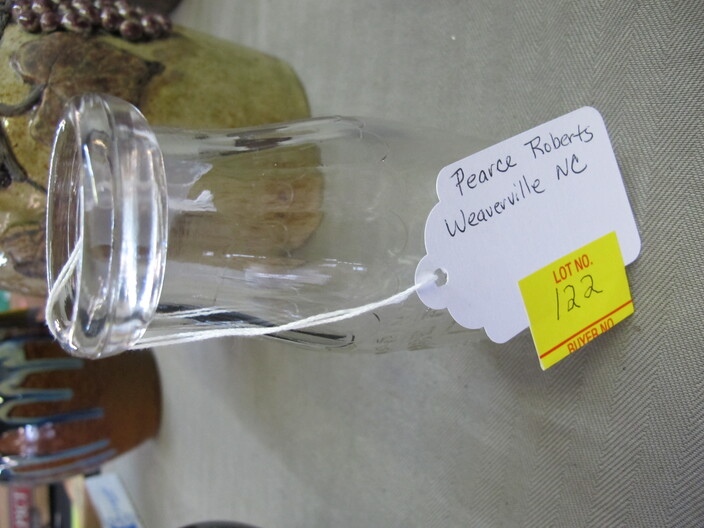 Pearce Roberts
Weaverville NC
LOT NO.
122
BUYER NO.